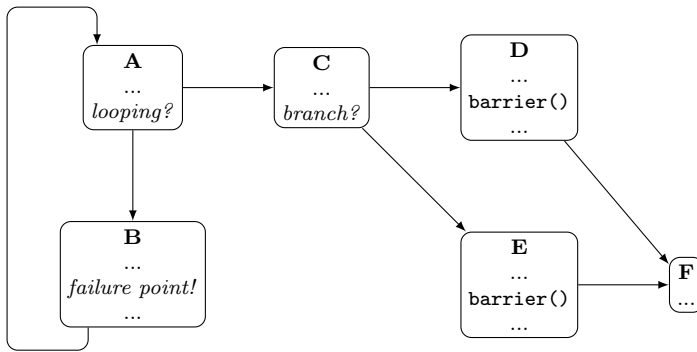 A
...
looping?
C
...
branch?
D
...
barrier()
...
B
...
failure point!
...
E
...
barrier()
...
F
...